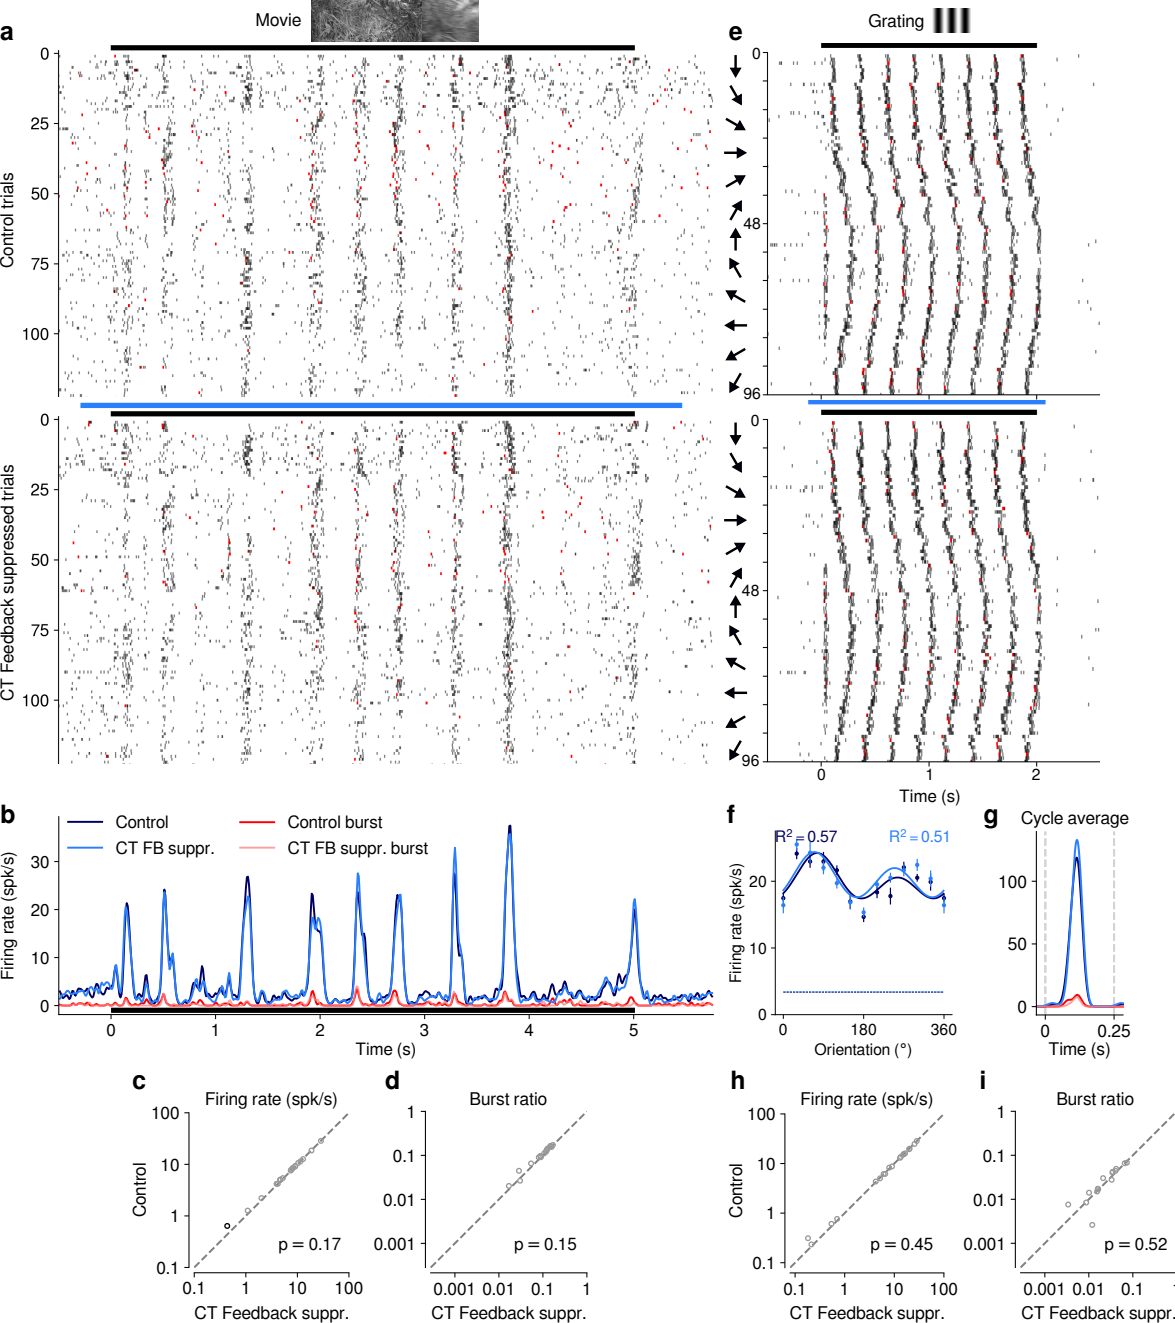 Movie
a
0
25
50
75
100
Control trials
0
25
50
75
100
CT Feedback suppressed trials
e
Grating
0
48
96
0
48
96
0 1 2
Time (s)
b
Control
CT FB suppr.
Control burst
CT FB suppr. burst
Firing rate (spk/s)
30
20
10
0
0 1 2 3 4 5
Time (s)
f
R² = 0.57
R² = 0.51
Firing rate (spk/s)
20
10
0
0 180 360
Orientation (°)
g
Cycle average
100
50
0
0 0.25
Time (s)
c
Firing rate (spk/s)
Control
100
10
1
0.1
p = 0.17
0.1 1 10 100
CT Feedback suppr.
d
Burst ratio
1
0.1
0.01
0.001
p = 0.15
0.001 0.01 0.1 1
CT Feedback suppr.
h
Firing rate (spk/s)
Control
100
10
1
0.1
p = 0.45
0.1 1 10 100
CT Feedback suppr.
i
Burst ratio
1
0.1
0.01
0.001
p = 0.52
0.001 0.01 0.1 1
CT Feedback suppr.